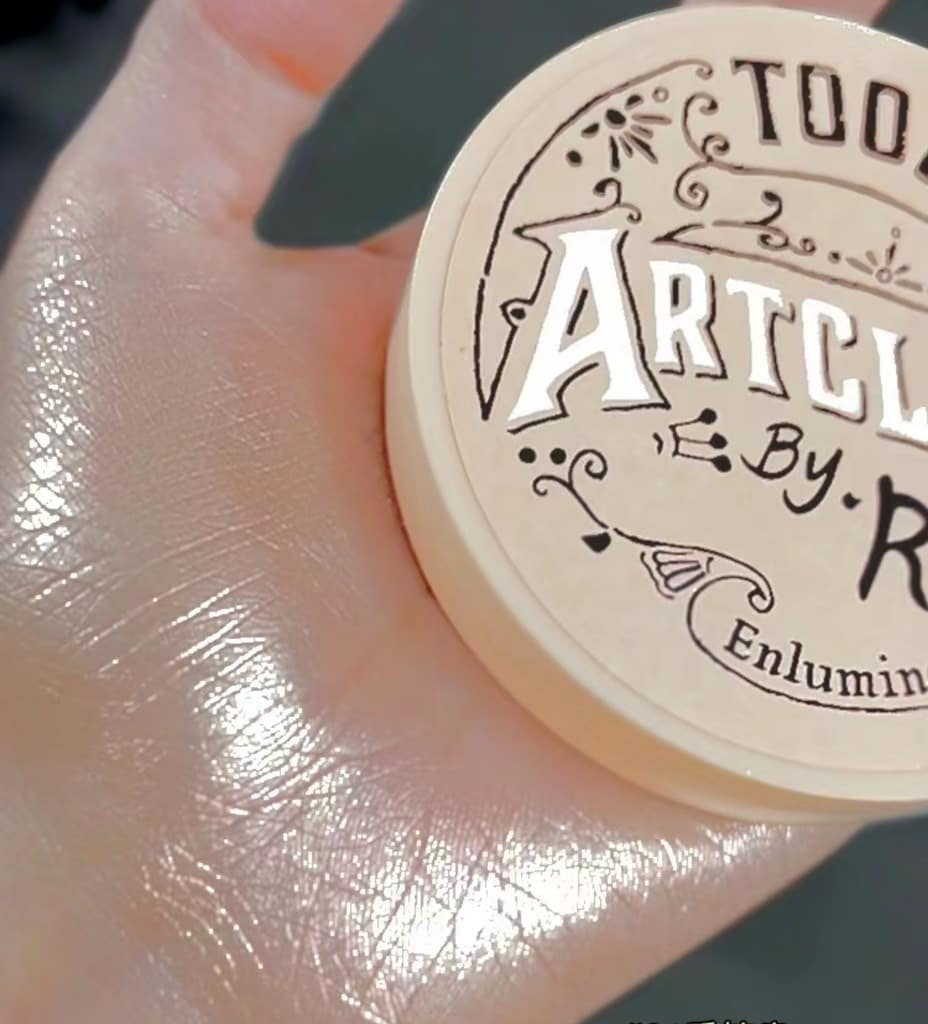 TOO
ARTCL
By. R
Enlumin